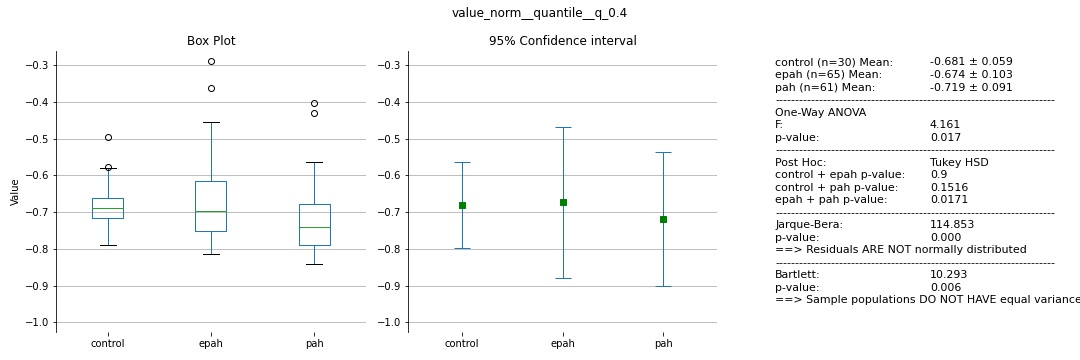 value_norm__quantile__q_0.4
Box Plot
Value
−0.3
−0.4
−0.5
−0.6
−0.7
−0.8
−0.9
−1.0
control
epah
pah
95% Confidence interval
−0.3
−0.4
−0.5
−0.6
−0.7
−0.8
−0.9
−1.0
control
epah
pah
control (n=30) Mean: -0.681 ± 0.059
epah (n=65) Mean: -0.674 ± 0.103
pah (n=61) Mean: -0.719 ± 0.091
One-Way ANOVA
F: 4.161
p-value: 0.017
Post Hoc: Tukey HSD
control + epah p-value: 0.9
control + pah p-value: 0.1516
epah + pah p-value: 0.0171
Jarque-Bera: 114.853
p-value: 0.000
==> Residuals ARE NOT normally distributed
Bartlett: 10.293
p-value: 0.006
==> Sample populations DO NOT HAVE equal variance